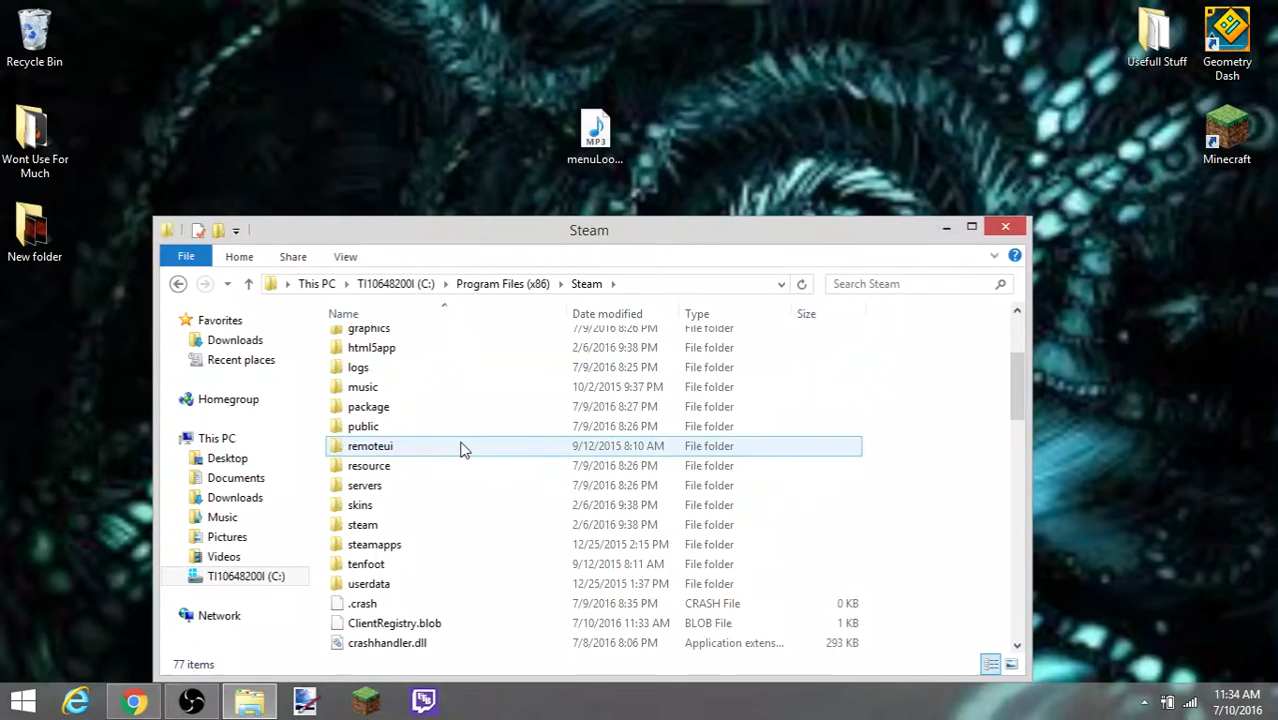 Recycle Bin
Wont Use For
Much
New folder
MP3
menuLoo...
Usefull Stuff
Geometry
Dash
Minecraft
Steam
File
Home
Share
View
This PC
TI10648200I (C:)
Program Files (x86)
Steam
Search Steam
Favorites
Downloads
Recent places
Homegroup
This PC
Desktop
Documents
Downloads
Music
Pictures
Videos
TI10648200I (C:)
Network
Name Date modified Type Size
graphics 7/9/2016 8:26 PM File folder
html5app 2/6/2016 9:38 PM File folder
logs 7/9/2016 8:25 PM File folder
music 10/2/2015 9:37 PM File folder
package 7/9/2016 8:27 PM File folder
public 7/9/2016 8:26 PM File folder
remoteui 9/12/2015 8:10 AM File folder
resource 7/9/2016 8:26 PM File folder
servers 7/9/2016 8:26 PM File folder
skins 2/6/2016 9:38 PM File folder
steam 2/6/2016 9:38 PM File folder
steamapps 12/25/2015 2:15 PM File folder
tenfoot 9/12/2015 8:11 AM File folder
userdata 12/25/2015 1:37 PM File folder
.crash 7/9/2016 8:35 PM CRASH File 0 KB
ClientRegistry.blob 7/10/2016 11:33 AM BLOB File 1 KB
crashhandler.dll 7/8/2016 8:06 PM Application extens... 293 KB
77 items
11:34 AM
7/10/2016